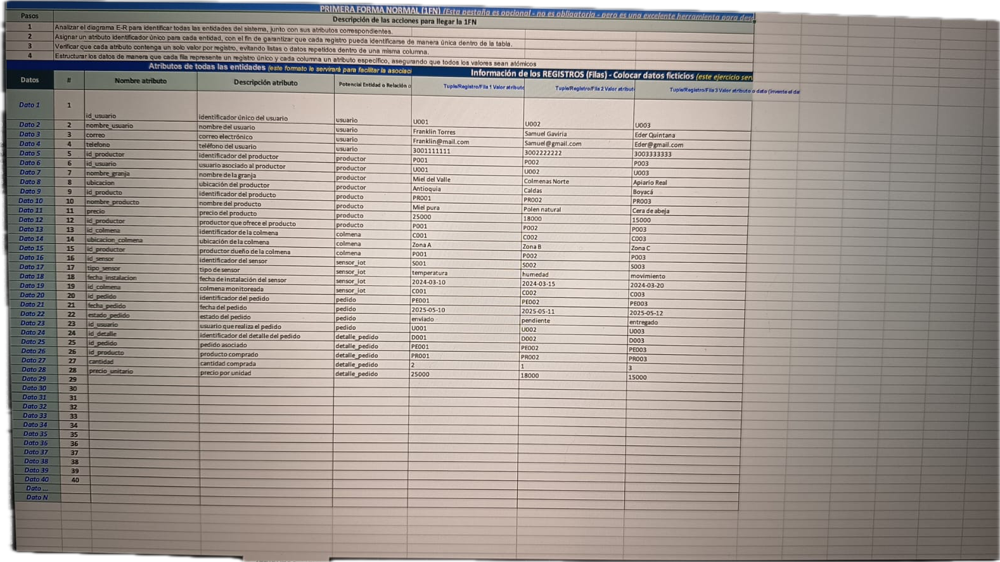 PRIMERA FORMA NORMAL (1FN) (Esta pestaña es opcional - no es obligatoria - pero es una excelente herramienta para
Pasos Descripción de las acciones para llegar la 1FN
1 Analizar el diagrama E-R para identificar todas las entidades del sistema, junto con sus atributos correspondientes.
2 Asignar un atributo identificador único para cada entidad, con el fin de garantizar que cada registro pueda identificarse de manera única dentro de la tabla.
3 Verificar que cada atributo contenga un solo valor por registro, evitando listas o datos repetidos dentro de una misma columna.
4 Estructurar los datos de manera que cada fila represente un registro único y cada columna un atributo específico, asegurando que todos los valores sean atómicos
Atributos de todas las entidades (este formato le servirá para facilitar la asociaci Información de los REGISTROS (Filas) - Colocar datos ficticios (este ejercicio serv
Datos # Nombre atributo Descripción atributo Potencial Entidad o Relación o Tuple/Registro/Fila 1 Valor atributo Tuple/Registro/Fila 2 Valor atribut Tuple/Registro/Fila 3 Valor atributo o dato (invente el da
Dato 1 1 id_usuario identificador único del usuario usuario U001 U002 U003
Dato 2 2 nombre_usuario nombre del usuario usuario Franklin Torres Samuel Gaviria Eder Quintana
Dato 3 3 correo correo electrónico usuario Franklin@mail.com Samuel@gmail.com Eder@gmail.com
Dato 4 4 telefono teléfono del usuario usuario 3001111111 3002222222 3003333333
Dato 5 5 id_productor identificador del productor productor P001 P002 P003
Dato 6 6 id_usuario usuario asociado al productor productor U001 U002 U003
Dato 7 7 nombre_granja nombre de la granja productor Miel del Valle Colmenas Norte Apiario Real
Dato 8 8 ubicacion ubicación del productor productor Antioquia Caldas Boyacá
Dato 9 9 id_producto identificador del producto producto PR001 PR002 PR003
Dato 10 10 nombre_producto nombre del producto producto Miel pura Polen natural Cera de abeja
Dato 11 11 precio precio del producto producto 25000 18000 15000
Dato 12 12 id_productor productor que ofrece el producto producto P001 P002 P003
Dato 13 13 id_colmena identificador de la colmena colmena C001 C002 C003
Dato 14 14 ubicacion_colmena ubicación de la colmena colmena Zona A Zona B Zona C
Dato 15 15 id_productor productor dueño de la colmena colmena P001 P002 P003
Dato 16 16 id_sensor identificador del sensor sensor_iot S001 S002 S003
Dato 17 17 tipo_sensor tipo de sensor sensor_iot temperatura humedad movimiento
Dato 18 18 fecha_instalacion fecha de instalación del sensor sensor_iot 2024-03-10 2024-03-15 2024-03-20
Dato 19 19 id_colmena colmena monitoreada sensor_iot C001 C002 C003
Dato 20 20 id_pedido identificador del pedido pedido PE001 PE002 PE003
Dato 21 21 fecha_pedido fecha del pedido pedido 2025-05-10 2025-05-11 2025-05-12
Dato 22 22 estado_pedido estado del pedido pedido enviado pendiente entregado
Dato 23 23 id_usuario usuario que realiza el pedido pedido U001 U002 U003
Dato 24 24 id_detalle identificador del detalle del pedido detalle_pedido D001 D002 D003
Dato 25 25 id_pedido pedido asociado detalle_pedido PE001 PE002 PE003
Dato 26 26 id_producto producto comprado detalle_pedido PR001 PR002 PR003
Dato 27 27 cantidad cantidad comprada detalle_pedido 2 1 3
Dato 28 28 precio_unitario precio por unidad detalle_pedido 25000 18000 15000
Dato 29 29
Dato 30 30
Dato 31 31
Dato 32 32
Dato 33 33
Dato 34 34
Dato 35 35
Dato 36 36
Dato 37 37
Dato 38 38
Dato 39 39
Dato 40 40
Dato ...
Dato N